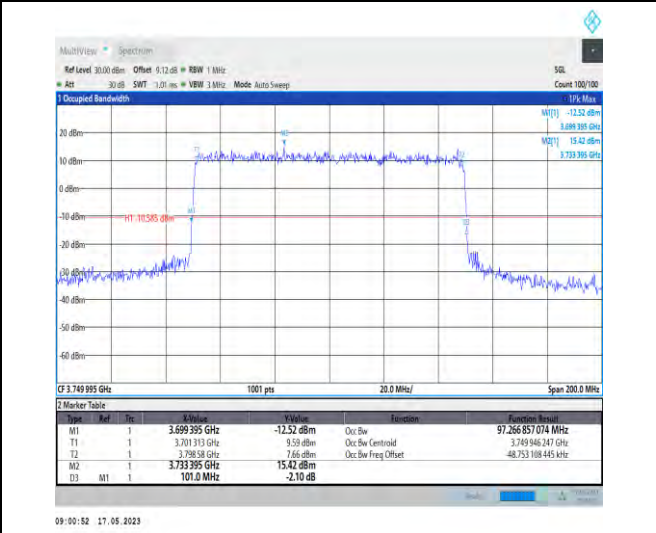 MultiView Spectrum
Ref Level 30.00 dBm Offset 9.12 dB RBW 1 MHz SGL
Att 30 dB SWT 1.01 ms VBW 3 MHz Mode Auto Sweep Count 100/100
1 Occupied Bandwidth 1Pk Max
M1[1] -12.52 dBm
3.699 395 GHz
M2[1] 15.42 dBm
3.733 395 GHz
20 dBm
M2
T1
T2
10 dBm
0 dBm
-10 dBm
H1 -10.585 dBm
M1
D3
-20 dBm
-30 dBm
-40 dBm
-50 dBm
-60 dBm
CF 3.749 995 GHz 1001 pts 20.0 MHz/ Span 200.0 MHz
2 Marker Table
Type Ref Trc X-Value Y-Value Function Function Result
M1 1 3.699 395 GHz -12.52 dBm Occ Bw 97.266 857 074 MHz
T1 1 3.701 313 GHz 9.59 dBm Occ Bw Centroid 3.749 946 247 GHz
T2 1 3.798 58 GHz 7.66 dBm Occ Bw Freq Offset -48.753 108 445 kHz
M2 1 3.733 395 GHz 15.42 dBm
D3 M1 1 101.0 MHz -2.10 dB
09:00:52 17.05.2023